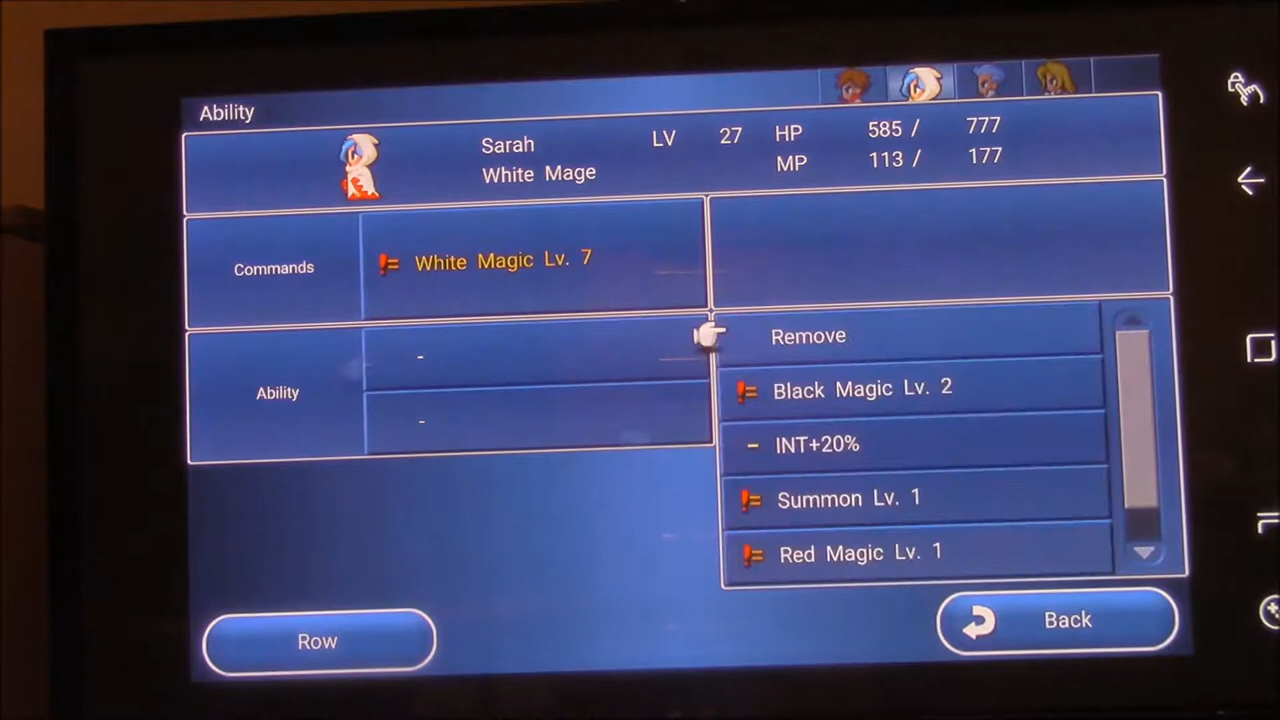 Ability
Sarah LV 27 HP 585 / 777
White Mage MP 113 / 177
Commands White Magic Lv. 7
Ability - -
Remove
Black Magic Lv. 2
INT+20%
Summon Lv. 1
Red Magic Lv. 1
Row
Back